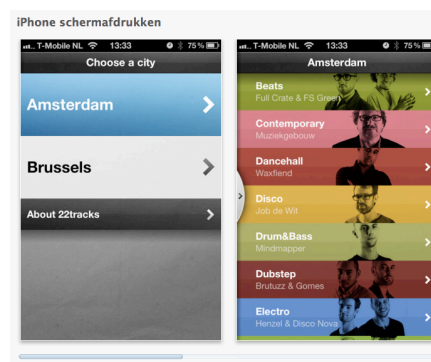 iPhone schermafdrukken
T-Mobile NL 13:33 75%
Choose a city
Amsterdam
Brussels
About 22tracks
T-Mobile NL 13:33 75%
Amsterdam
Beats
Full Crate & FS Green
Contemporary
Muziekgebouw
Dancehall
Waxfiend
Disco
Job de Wit
Drum&Bass
Mindmapper
Dubstep
Brutuzz & Gomes
Electro
Henzel & Disco Nova